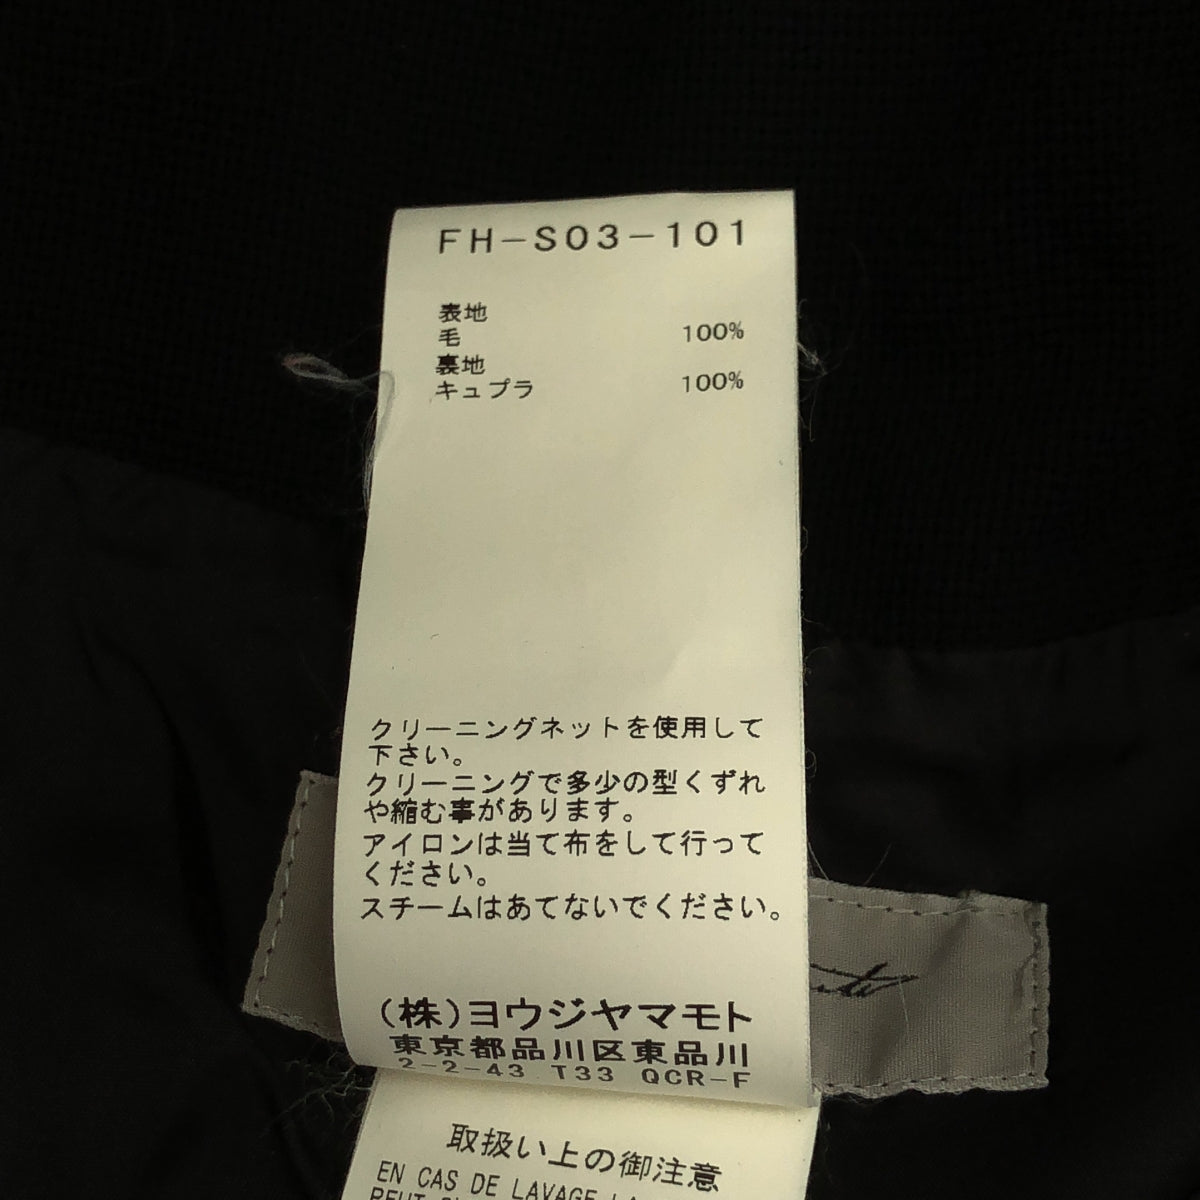 FH-S03-101
表地
毛 100%
裏地
キュプラ 100%
クリーニングネットを使用して
下さい。
クリーニングで多少の型くずれ
や縮む事があります。
アイロンは当て布をして行って
ください。
スチームはあてないでください。
(株)ヨウジヤマモト
東京都品川区東品川
2-2-43 T33 QCR-F
取扱い上の御注意
EN CAS DE LAVAGE